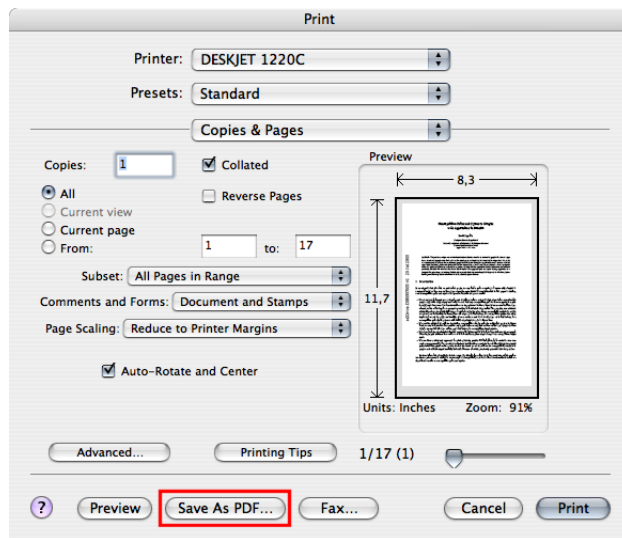 Print
Printer: DESKJET 1220C
Presets: Standard
Copies & Pages
Copies: 1 Collated
All Reverse Pages
Current view
Current page
From: 1 to: 17
Subset: All Pages in Range
Comments and Forms: Document and Stamps
Page Scaling: Reduce to Printer Margins
Auto-Rotate and Center
Preview
8,3
11,7
Units: Inches Zoom: 91%
Advanced... Printing Tips 1/17 (1)
? Preview Save As PDF... Fax... Cancel Print